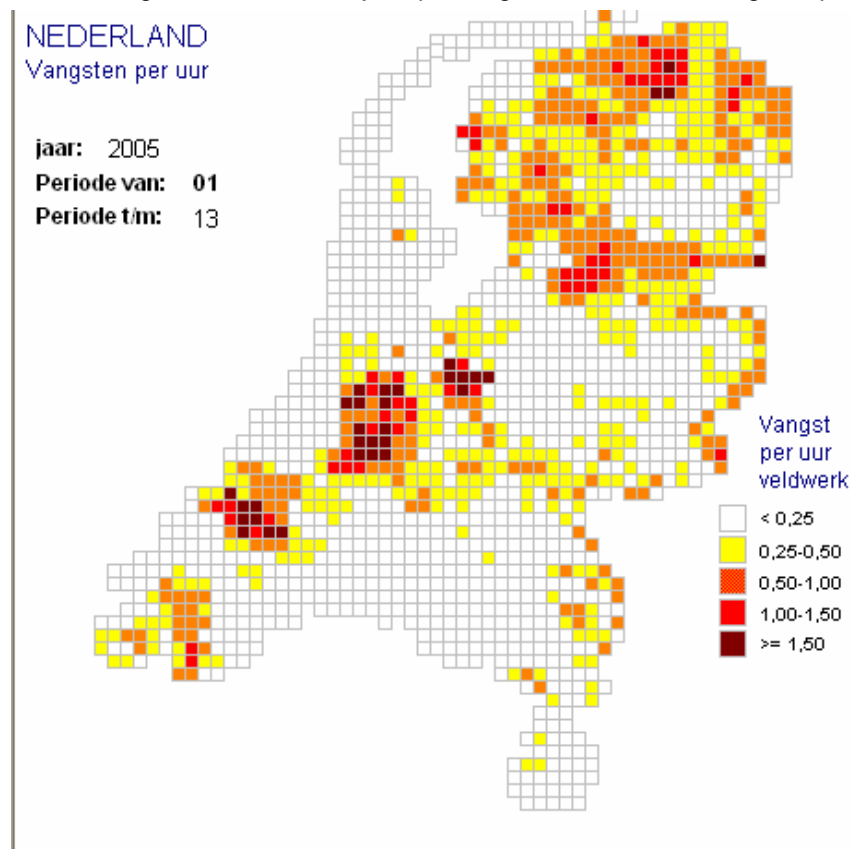 NEDERLAND
Vangsten per uur
jaar: 2005
Periode van: 01
Periode t/m: 13
Vangst
per uur
veldwerk
< 0,25
0,25-0,50
0,50-1,00
1,00-1,50
>= 1,50